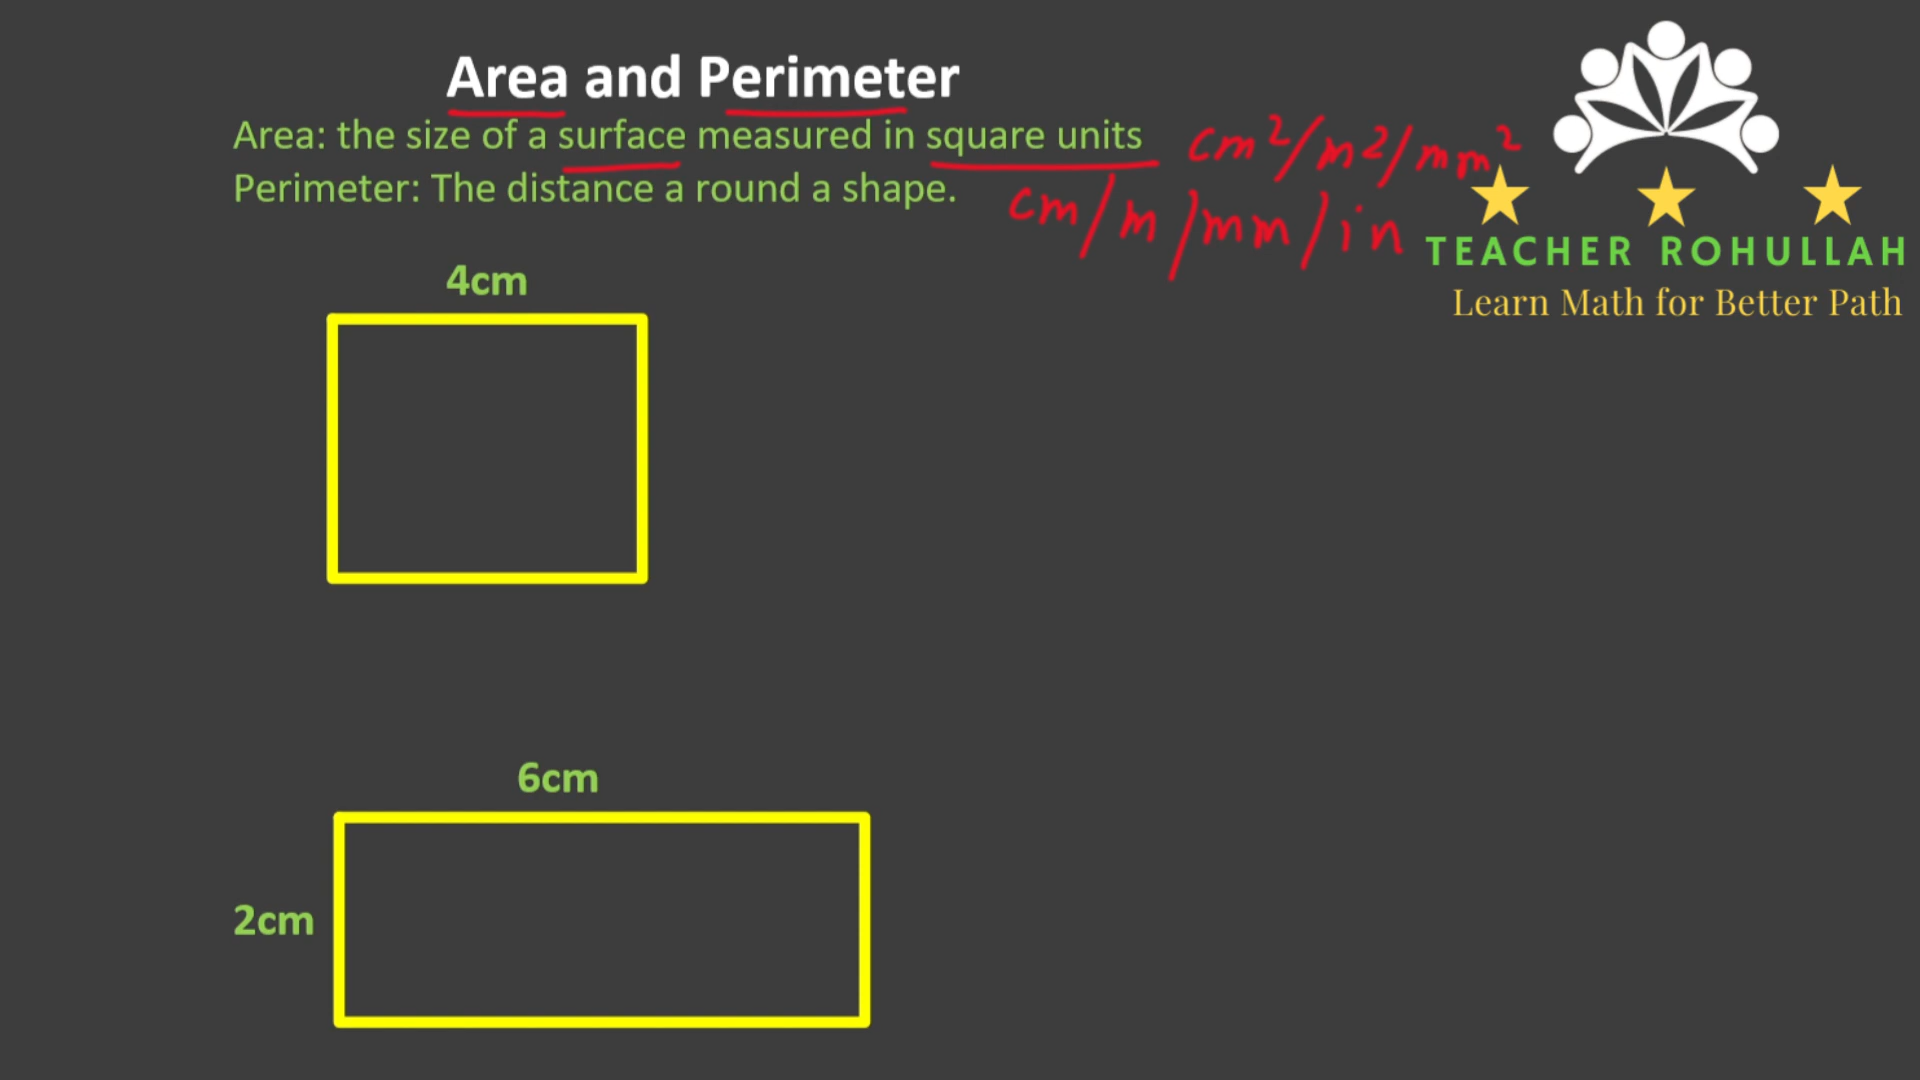 Area and Perimeter
Area: the size of a surface measured in square units cm²/m²/mm²
Perimeter: The distance a round a shape. cm/m/mm/in
TEACHER ROHULLAH
Learn Math for Better Path
4cm
6cm
2cm